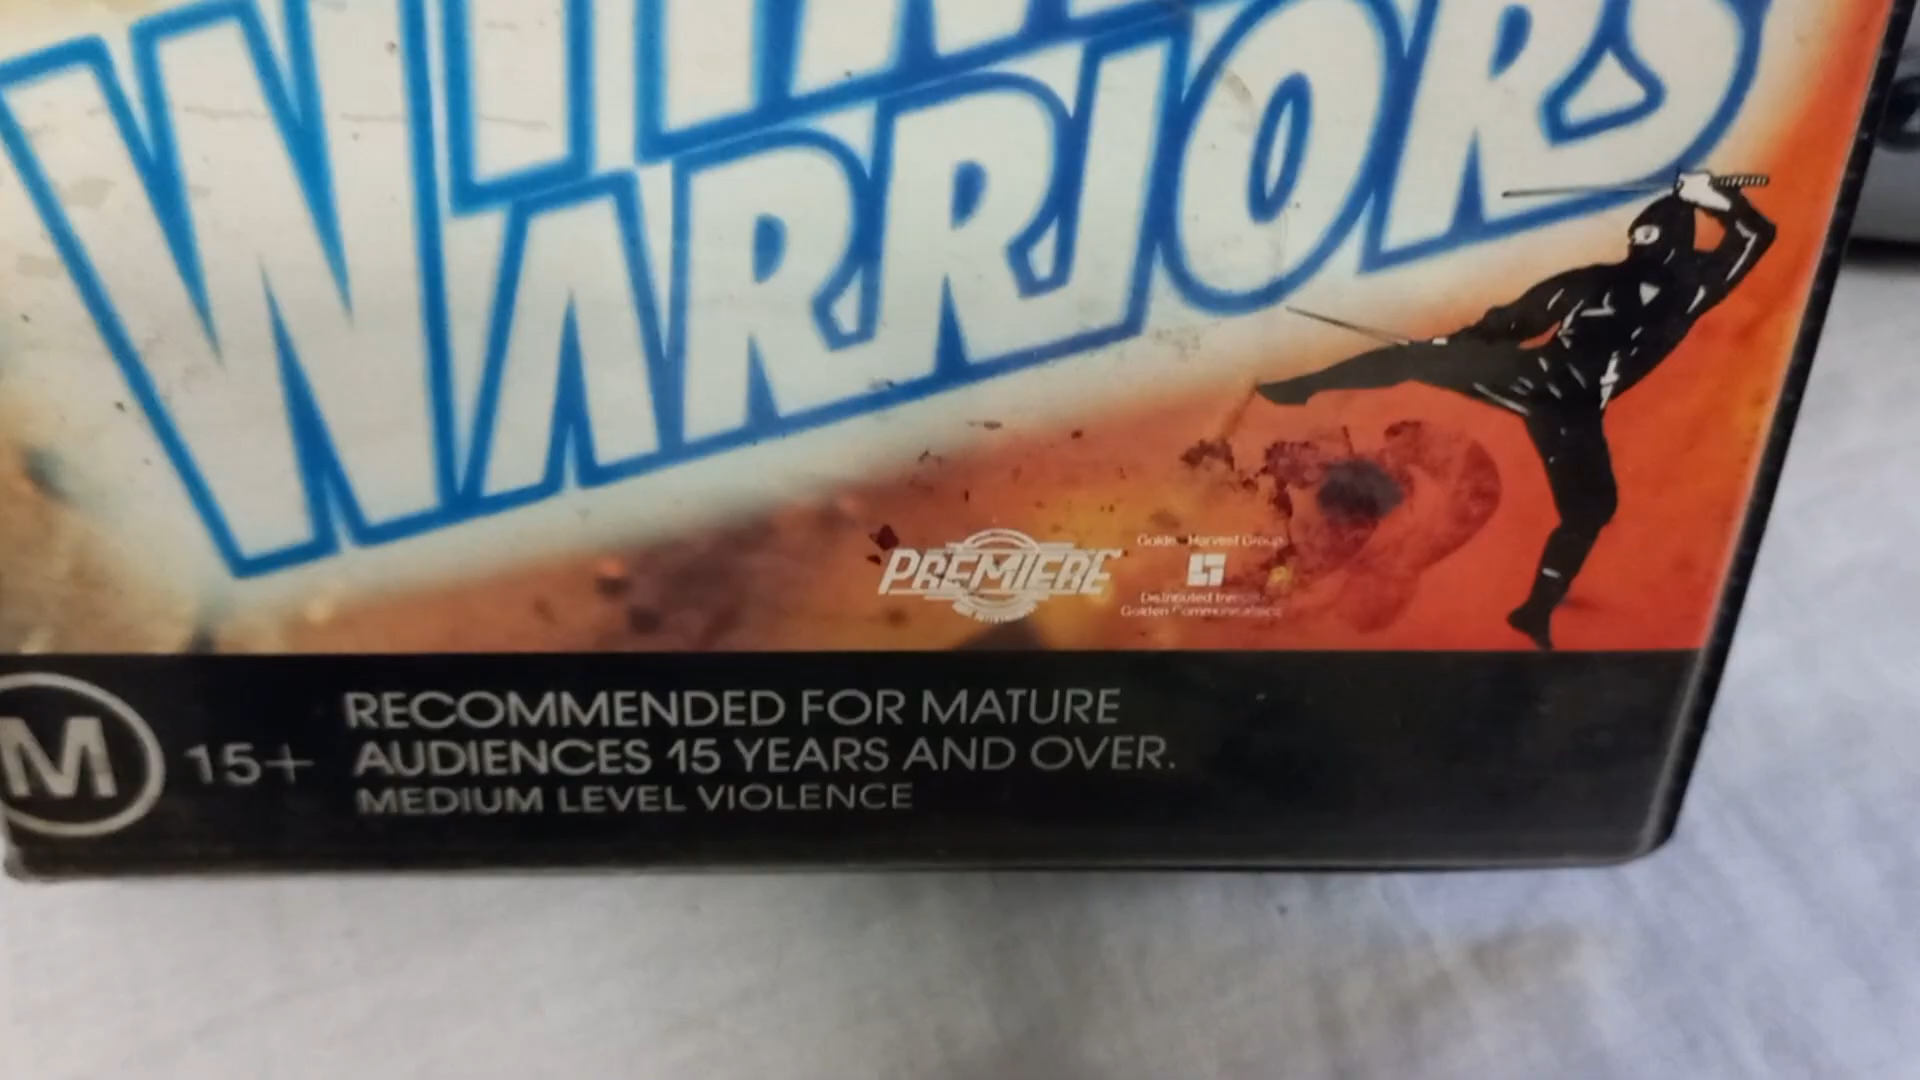 WARRIORS
PREMIERE
Golden Harvest Group
Distributed through
Golden Communications
M 15+
RECOMMENDED FOR MATURE
AUDIENCES 15 YEARS AND OVER.
MEDIUM LEVEL VIOLENCE